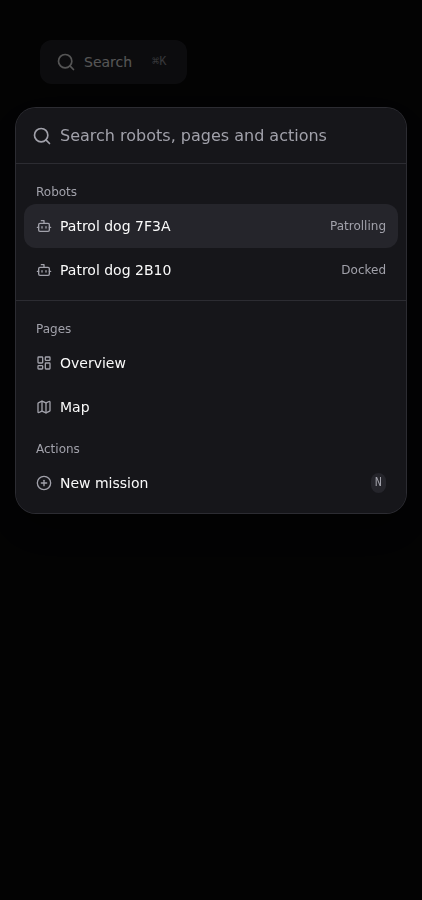 Search ⌘K
Search robots, pages and actions
Robots
Patrol dog 7F3A Patrolling
Patrol dog 2B10 Docked
Pages
Overview
Map
Actions
New mission N